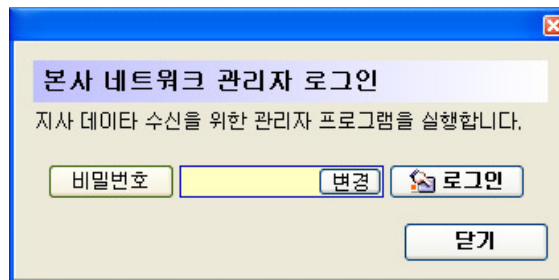 본사 네트워크 관리자 로그인
지사 데이타 수신을 위한 관리자 프로그램을 실행합니다.
비밀번호 변경 로그인
닫기